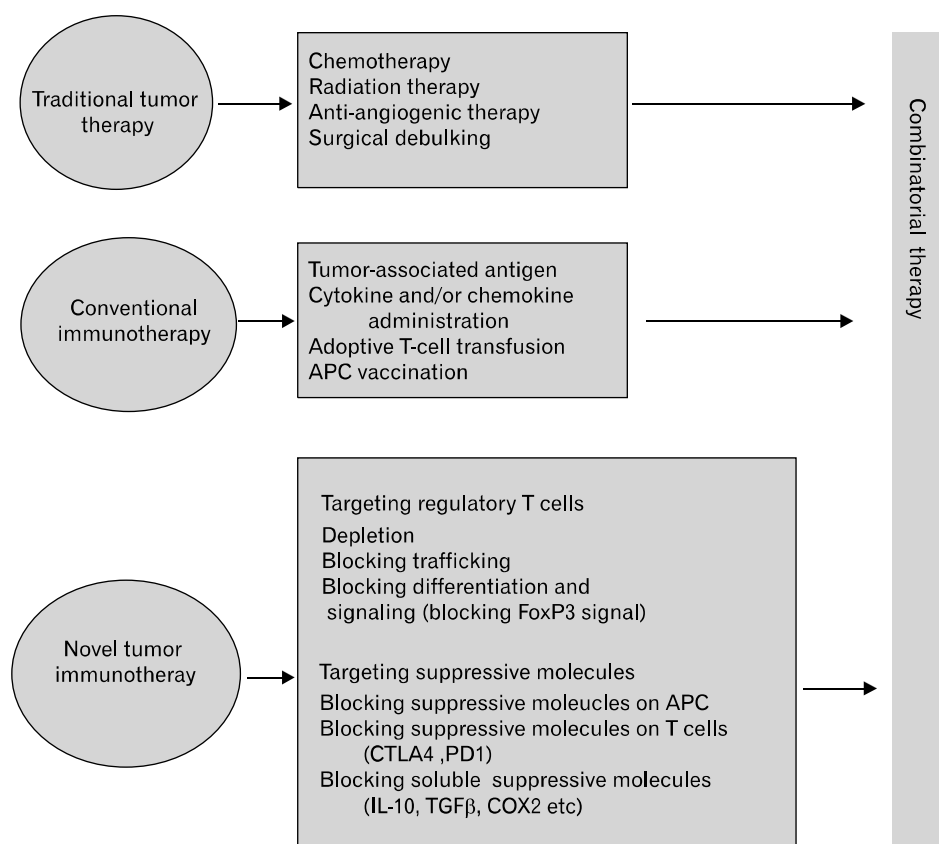 Traditional tumor
therapy
Chemotherapy
Radiation therapy
Anti-angiogenic therapy
Surgical debulking
Conventional
immunotherapy
Tumor-associated antigen
Cytokine and/or chemokine
administration
Adoptive T-cell transfusion
APC vaccination
Novel tumor
immunotheray
Targeting regulatory T cells
Depletion
Blocking trafficking
Blocking differentiation and
signaling (blocking FoxP3 signal)
Targeting suppressive molecules
Blocking suppressive moleucles on APC
Blocking suppressive molecules on T cells
(CTLA4 ,PD1)
Blocking soluble suppressive molecules
(IL-10, TGFβ, COX2 etc)
Combinatorial therapy